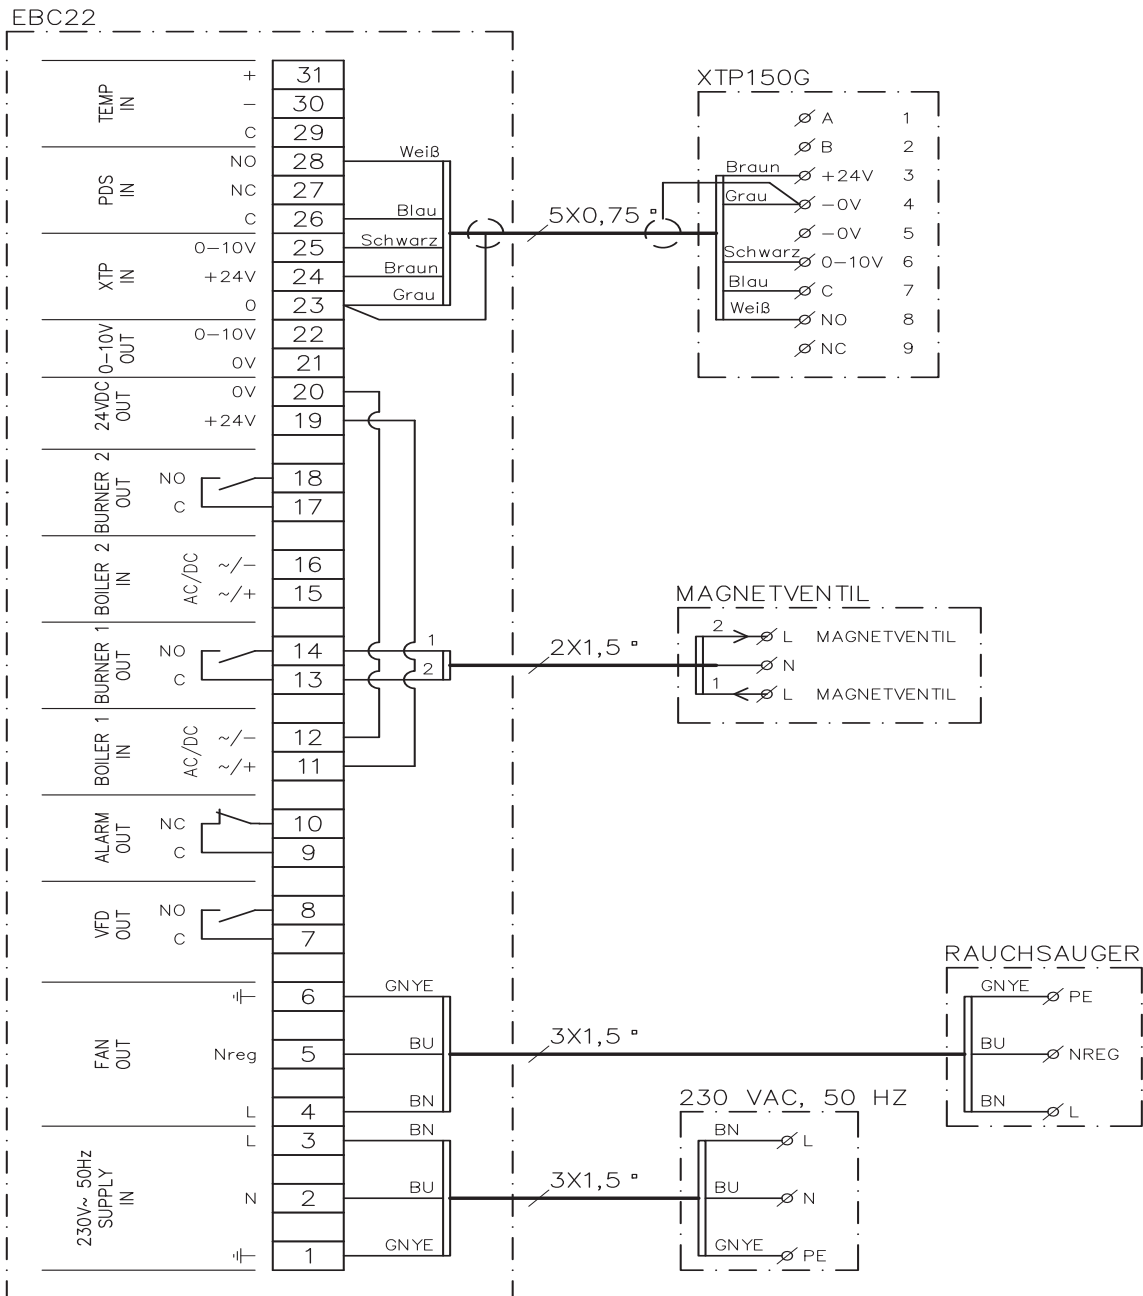 EBC22
TEMP IN
+ 31
- 30
C 29
PDS IN
NO 28 Weiß
NC 27
C 26 Blau
XTP IN
0-10V 25 Schwarz
+24V 24 Braun
0 23 Grau
0-10V OUT
0-10V 22
0V 21
24VDC OUT
0V 20
+24V 19
BURNER 2 OUT
NO 18
C 17
BOILER 2 IN
AC/DC
~/- 16
~/+ 15
BURNER 1 OUT
NO 14 1
C 13 2
BOILER 1 IN
AC/DC
~/- 12
~/+ 11
ALARM OUT
NC 10
C 9
VFD OUT
NO 8
C 7
FAN OUT
6 GNYE
Nreg 5 BU
L 4 BN
230V~ 50Hz SUPPLY IN
L 3 BN
N 2 BU
1 GNYE
5X0,75 ▫
XTP150G
A 1
B 2
Braun +24V 3
Grau -0V 4
-0V 5
Schwarz 0-10V 6
Blau C 7
Weiß NO 8
NC 9
2X1,5 ▫
MAGNETVENTIL
2 L MAGNETVENTIL
N
1 L MAGNETVENTIL
3X1,5 ▫
RAUCHSAUGER
GNYE PE
BU NREG
BN L
3X1,5 ▫
230 VAC, 50 HZ
BN L
BU N
GNYE PE